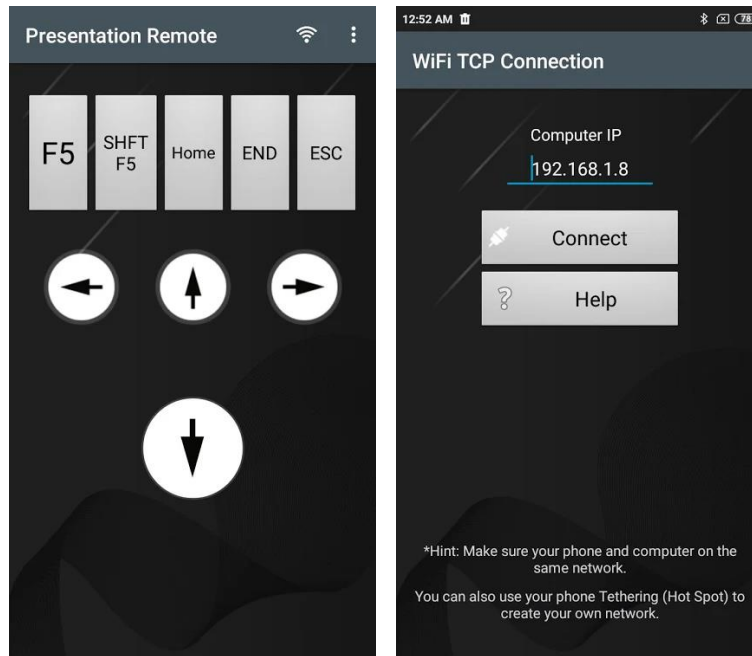 Presentation Remote
F5
SHFT
F5
Home
END
ESC
12:52 AM
78
WiFi TCP Connection
Computer IP
192.168.1.8
Connect
Help
*Hint: Make sure your phone and computer on the
same network.
You can also use your phone Tethering (Hot Spot) to
create your own network.